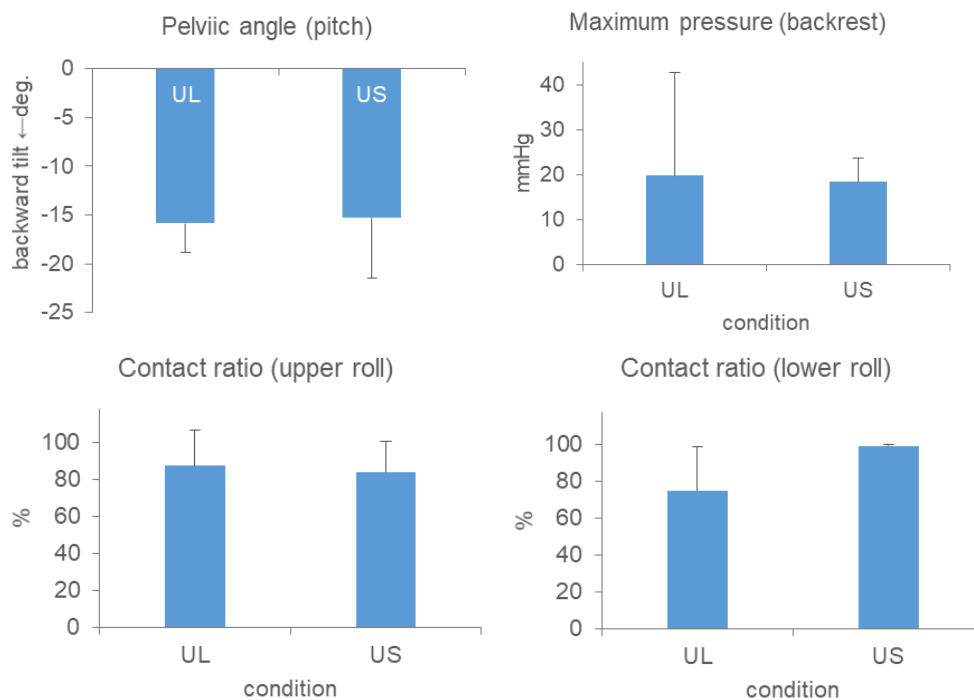 Pelviic angle (pitch)
backward tilt ←deg.
0
-5
-10
-15
-20
-25
UL
US
Maximum pressure (backrest)
mmHg
40
30
20
10
0
UL
US
condition
Contact ratio (upper roll)
%
100
80
60
40
20
0
UL
US
condition
Contact ratio (lower roll)
%
100
80
60
40
20
0
UL
US
condition